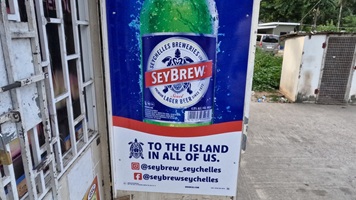 SEYCHELLES BREWERIES
SEYBREW
LAGER BEER
TO THE ISLAND
IN ALL OF US.
@seybrew_seychelles
@seybrewseychelles